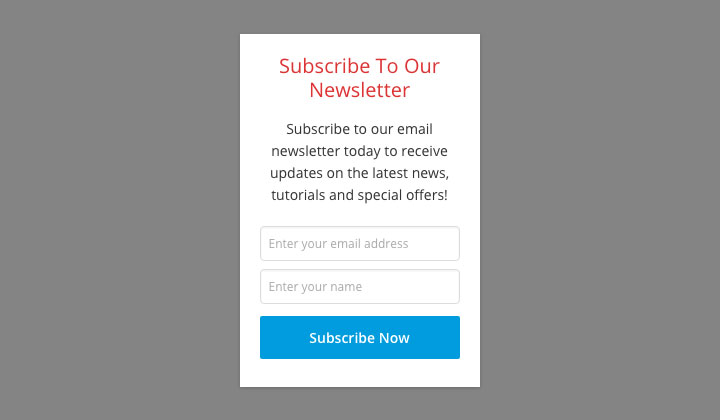 Subscribe To Our
Newsletter
Subscribe to our email
newsletter today to receive
updates on the latest news,
tutorials and special offers!
Enter your email address
Enter your name
Subscribe Now